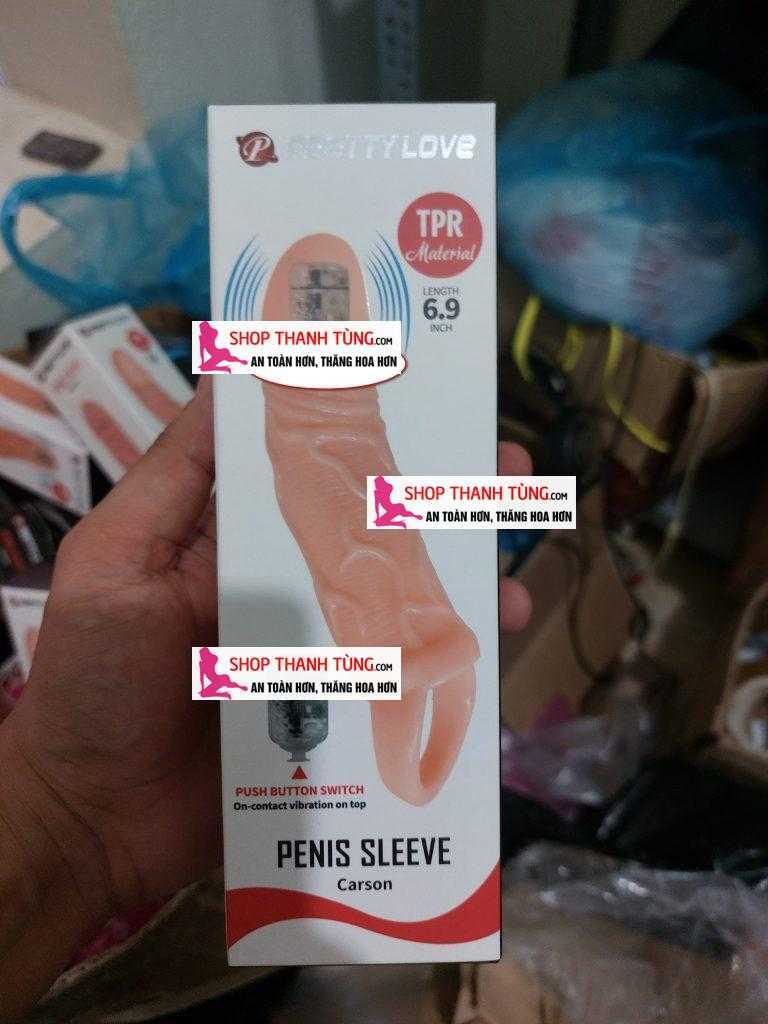 PRETTY LOVE
TPR
Material
LENGTH
6.9
INCH
SHOP THANH TÙNG.COM
AN TOÀN HƠN, THĂNG HOA HƠN
SHOP THANH TÙNG.COM
AN TOÀN HƠN, THĂNG HOA HƠN
SHOP THANH TÙNG.COM
AN TOÀN HƠN, THĂNG HOA HƠN
PUSH BUTTON SWITCH
On-contact vibration on top
PENIS SLEEVE
Carson